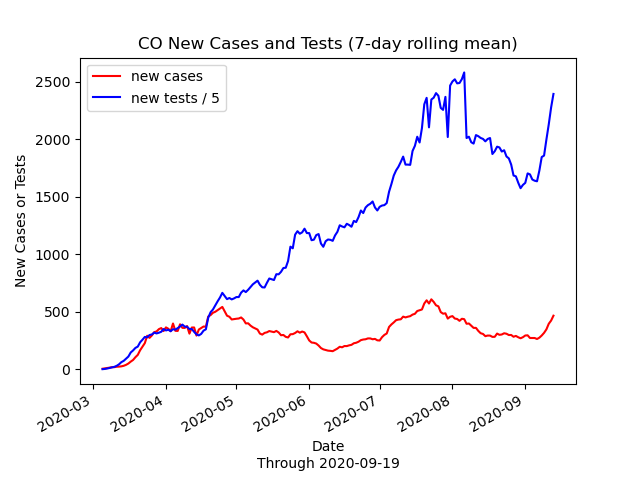 CO New Cases and Tests (7-day rolling mean)
new cases
new tests / 5
New Cases or Tests
2500
2000
1500
1000
500
0
2020-03
2020-04
2020-05
2020-06
2020-07
2020-08
2020-09
Date
Through 2020-09-19